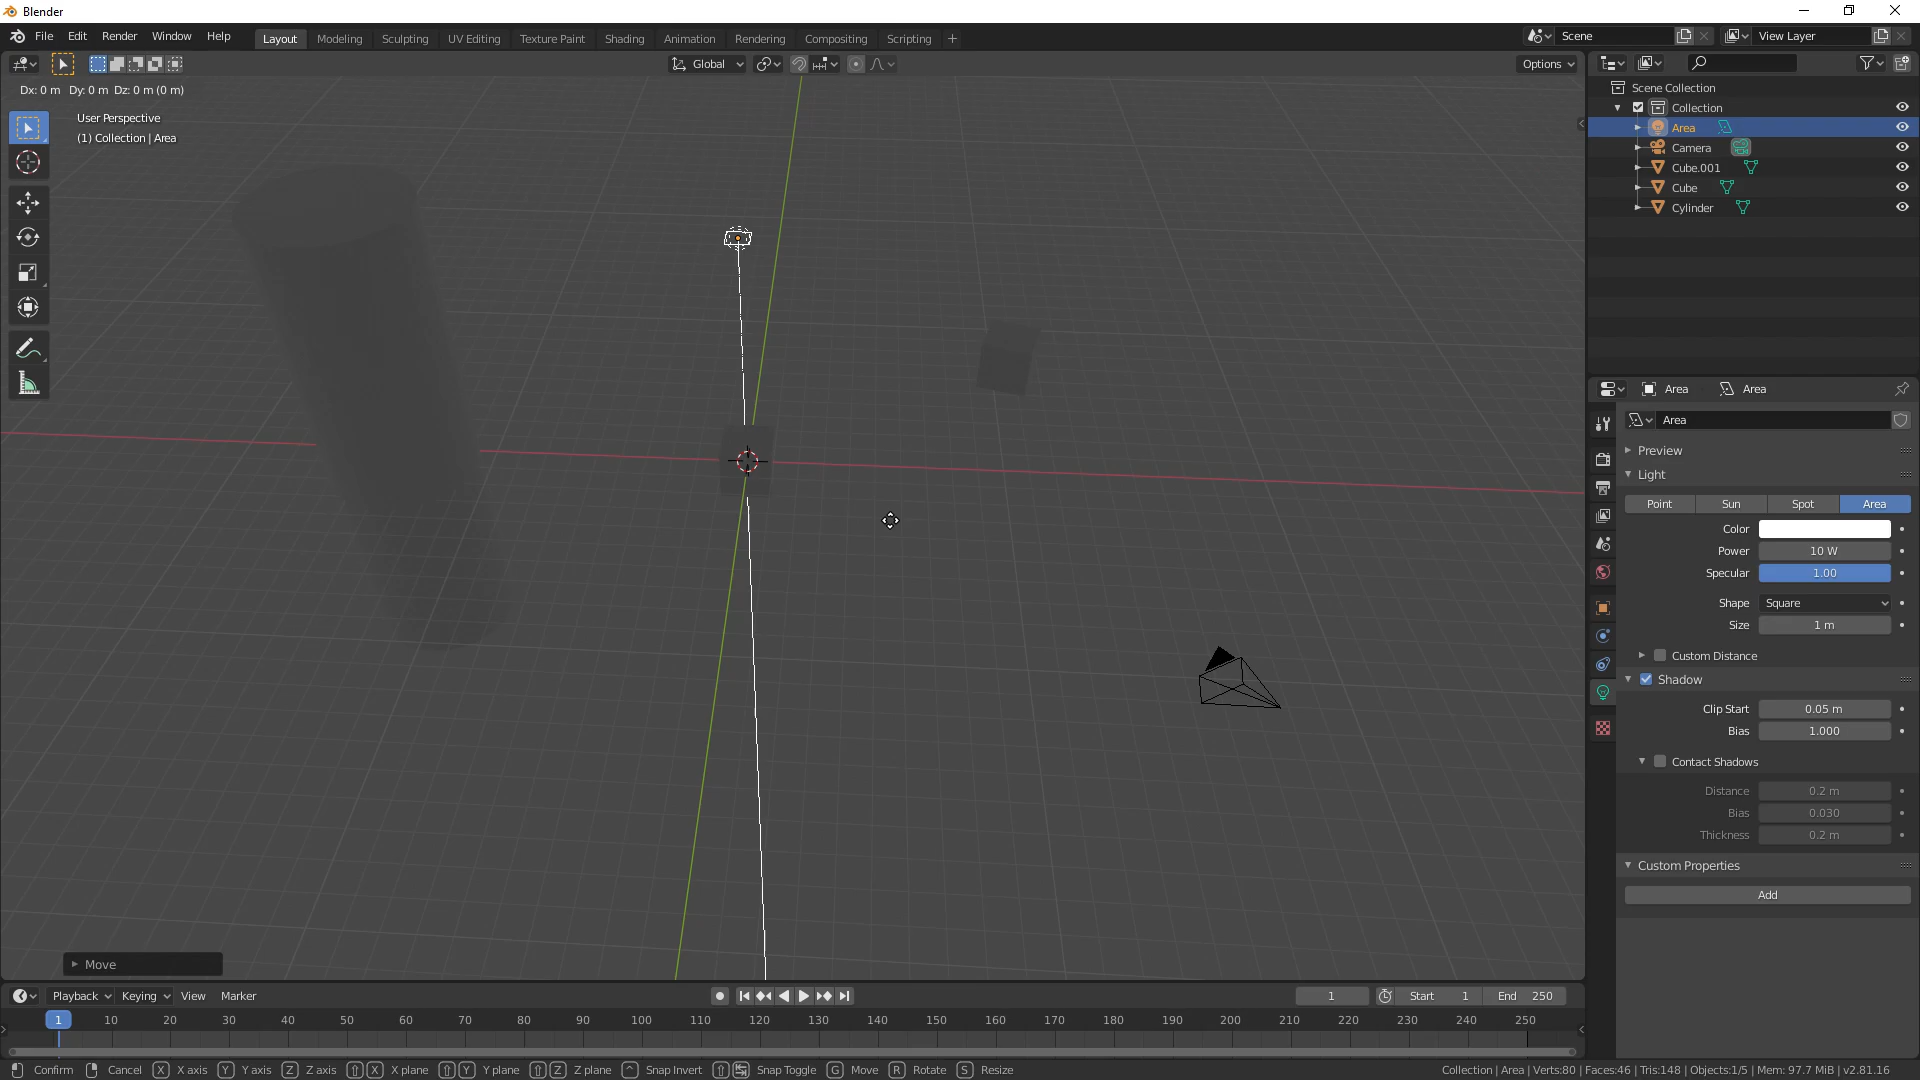 Blender
File Edit Render Window Help Layout Modeling Sculpting UV Editing Texture Paint Shading Animation Rendering Compositing Scripting + Scene View Layer
Global Options
Dx: 0 m Dy: 0 m Dz: 0 m (0 m)
User Perspective
(1) Collection | Area
Scene Collection
Collection
Area
Camera
Cube.001
Cube
Cylinder
Area Area
Area
Preview
Light
Point Sun Spot Area
Color
Power 10 W
Specular 1.00
Shape Square
Size 1 m
Custom Distance
Shadow
Clip Start 0.05 m
Bias 1.000
Contact Shadows
Distance 0.2 m
Bias 0.030
Thickness 0.2 m
Custom Properties
Add
Move
Playback Keying View Marker 1 Start 1 End 250
1 10 20 30 40 50 60 70 80 90 100 110 120 130 140 150 160 170 180 190 200 210 220 230 240 250
Confirm Cancel X X axis Y Y axis Z Z axis X X plane Y Y plane Z Z plane ^ Snap Invert Snap Toggle G Move R Rotate S Resize Collection | Area | Verts:80 | Faces:46 | Tris:148 | Objects:1/5 | Mem: 97.7 MiB | v2.81.16